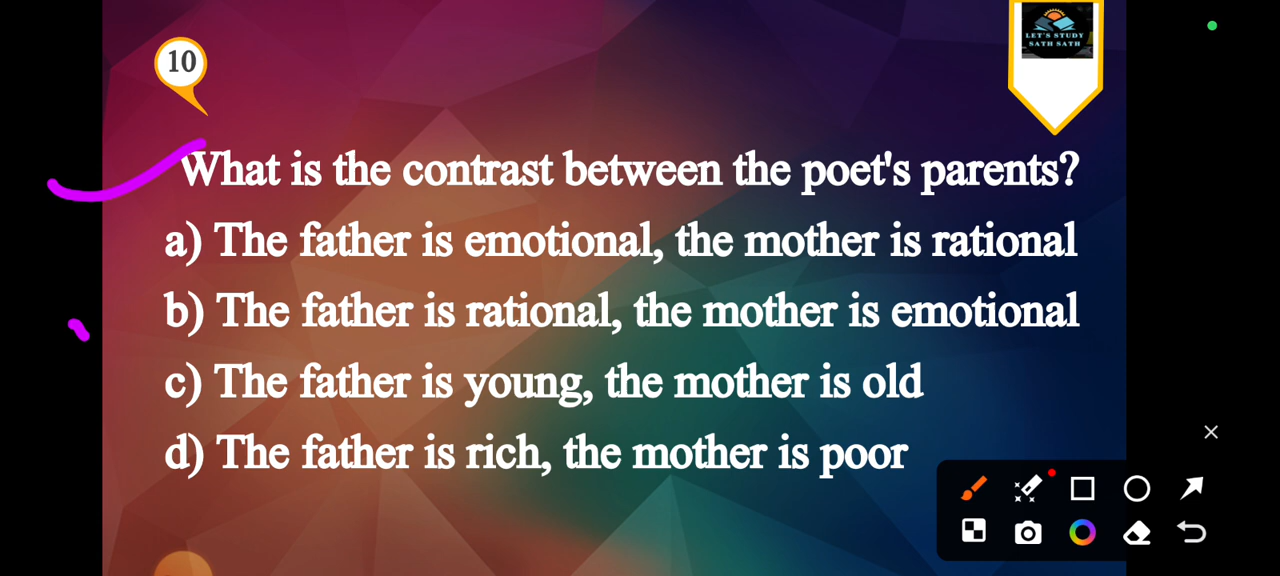 10
LET'S STUDY
SATH SATH
What is the contrast between the poet's parents?
a) The father is emotional, the mother is rational
b) The father is rational, the mother is emotional
c) The father is young, the mother is old
d) The father is rich, the mother is poor